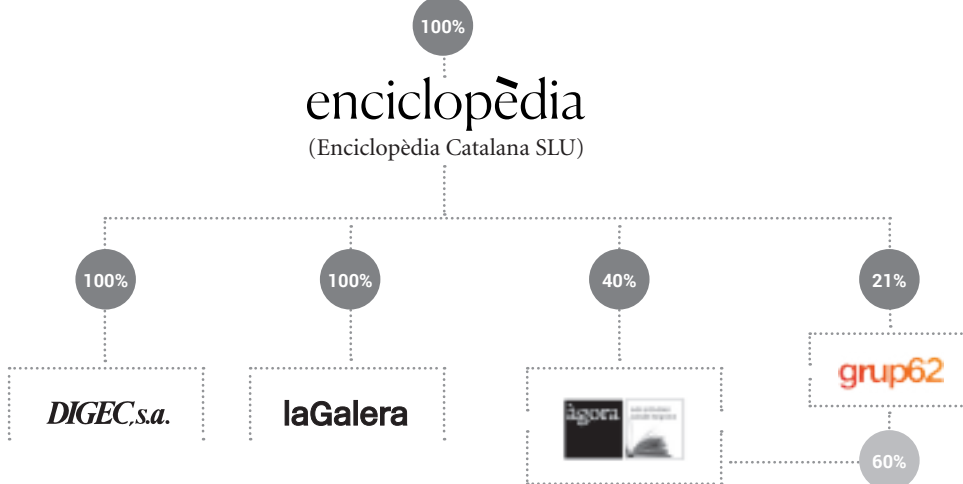 100%
enciclopèdia
(Enciclopèdia Catalana SLU)
100%
100%
40%
21%
grup62
DIGEC,s.a.
laGalera
àgora
60%